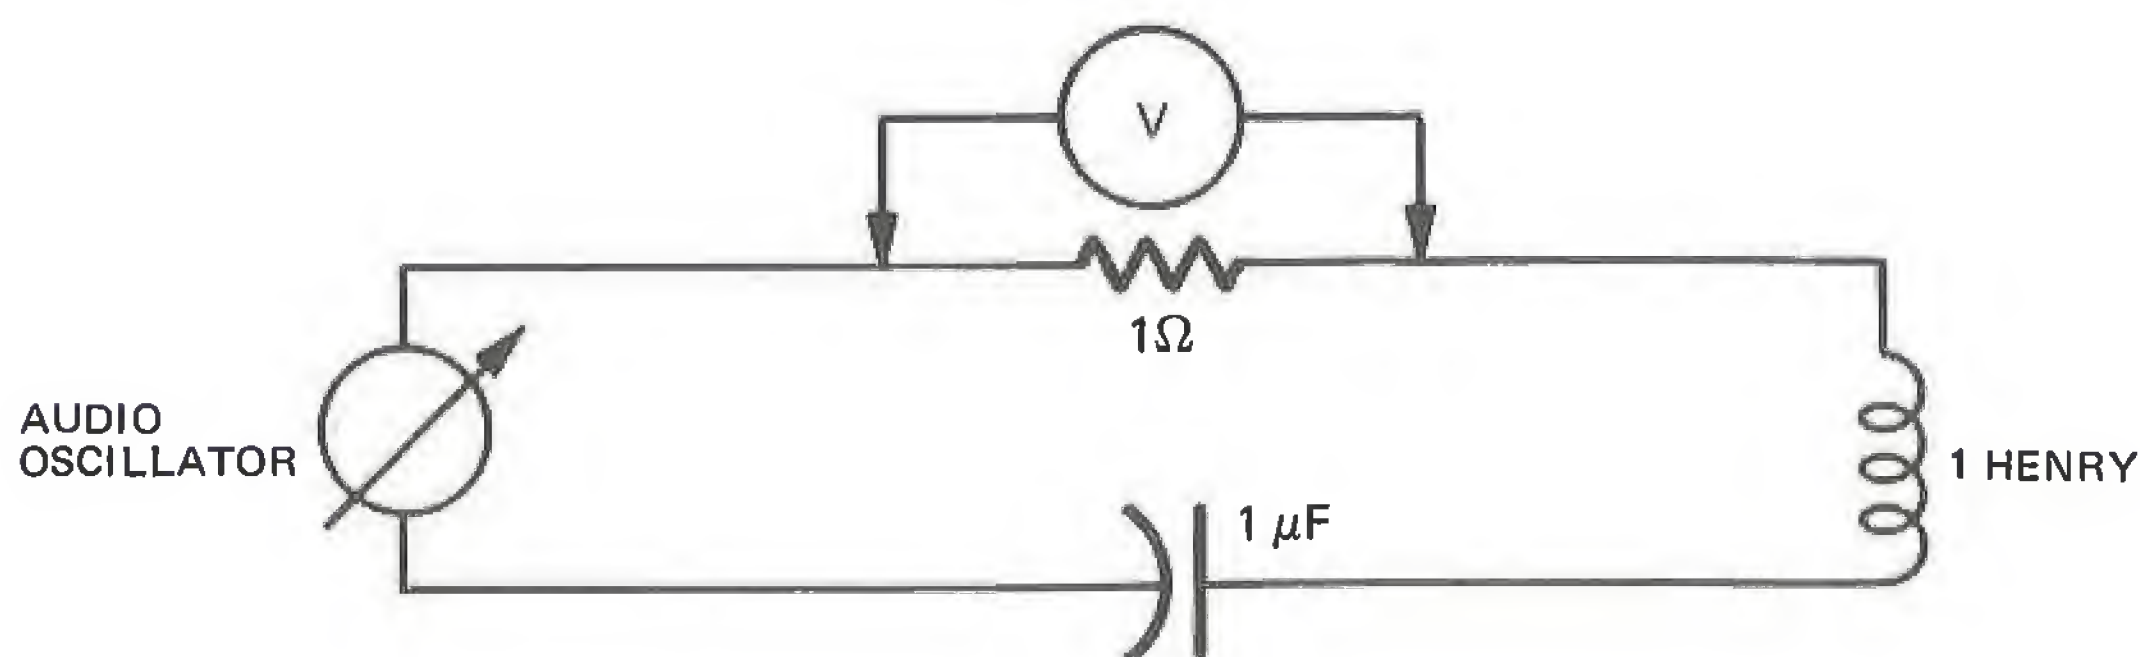 V
1Ω
AUDIO
OSCILLATOR
1 HENRY
1 μF